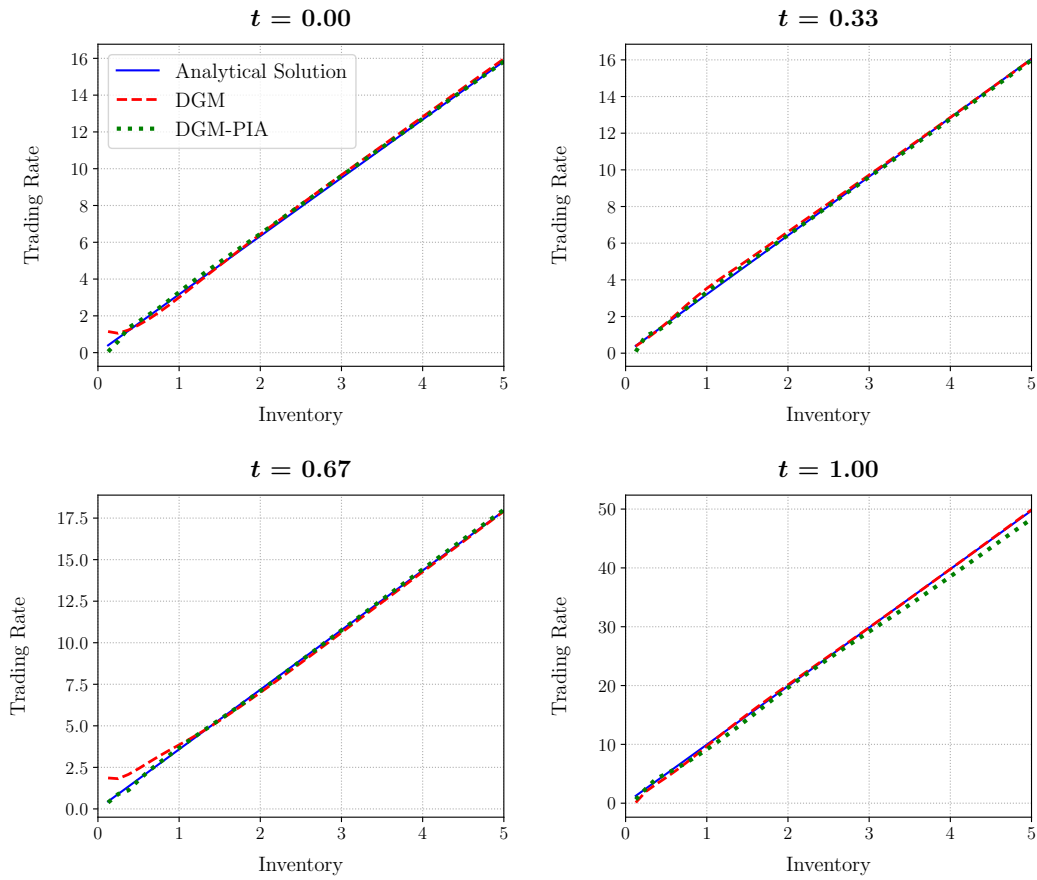 t = 0.00
16
14
12
10
8
6
4
2
0
Trading Rate
Analytical Solution
DGM
DGM-PIA
0 1 2 3 4 5
Inventory
t = 0.33
16
14
12
10
8
6
4
2
0
Trading Rate
0 1 2 3 4 5
Inventory
t = 0.67
17.5
15.0
12.5
10.0
7.5
5.0
2.5
0.0
Trading Rate
0 1 2 3 4 5
Inventory
t = 1.00
50
40
30
20
10
0
Trading Rate
0 1 2 3 4 5
Inventory